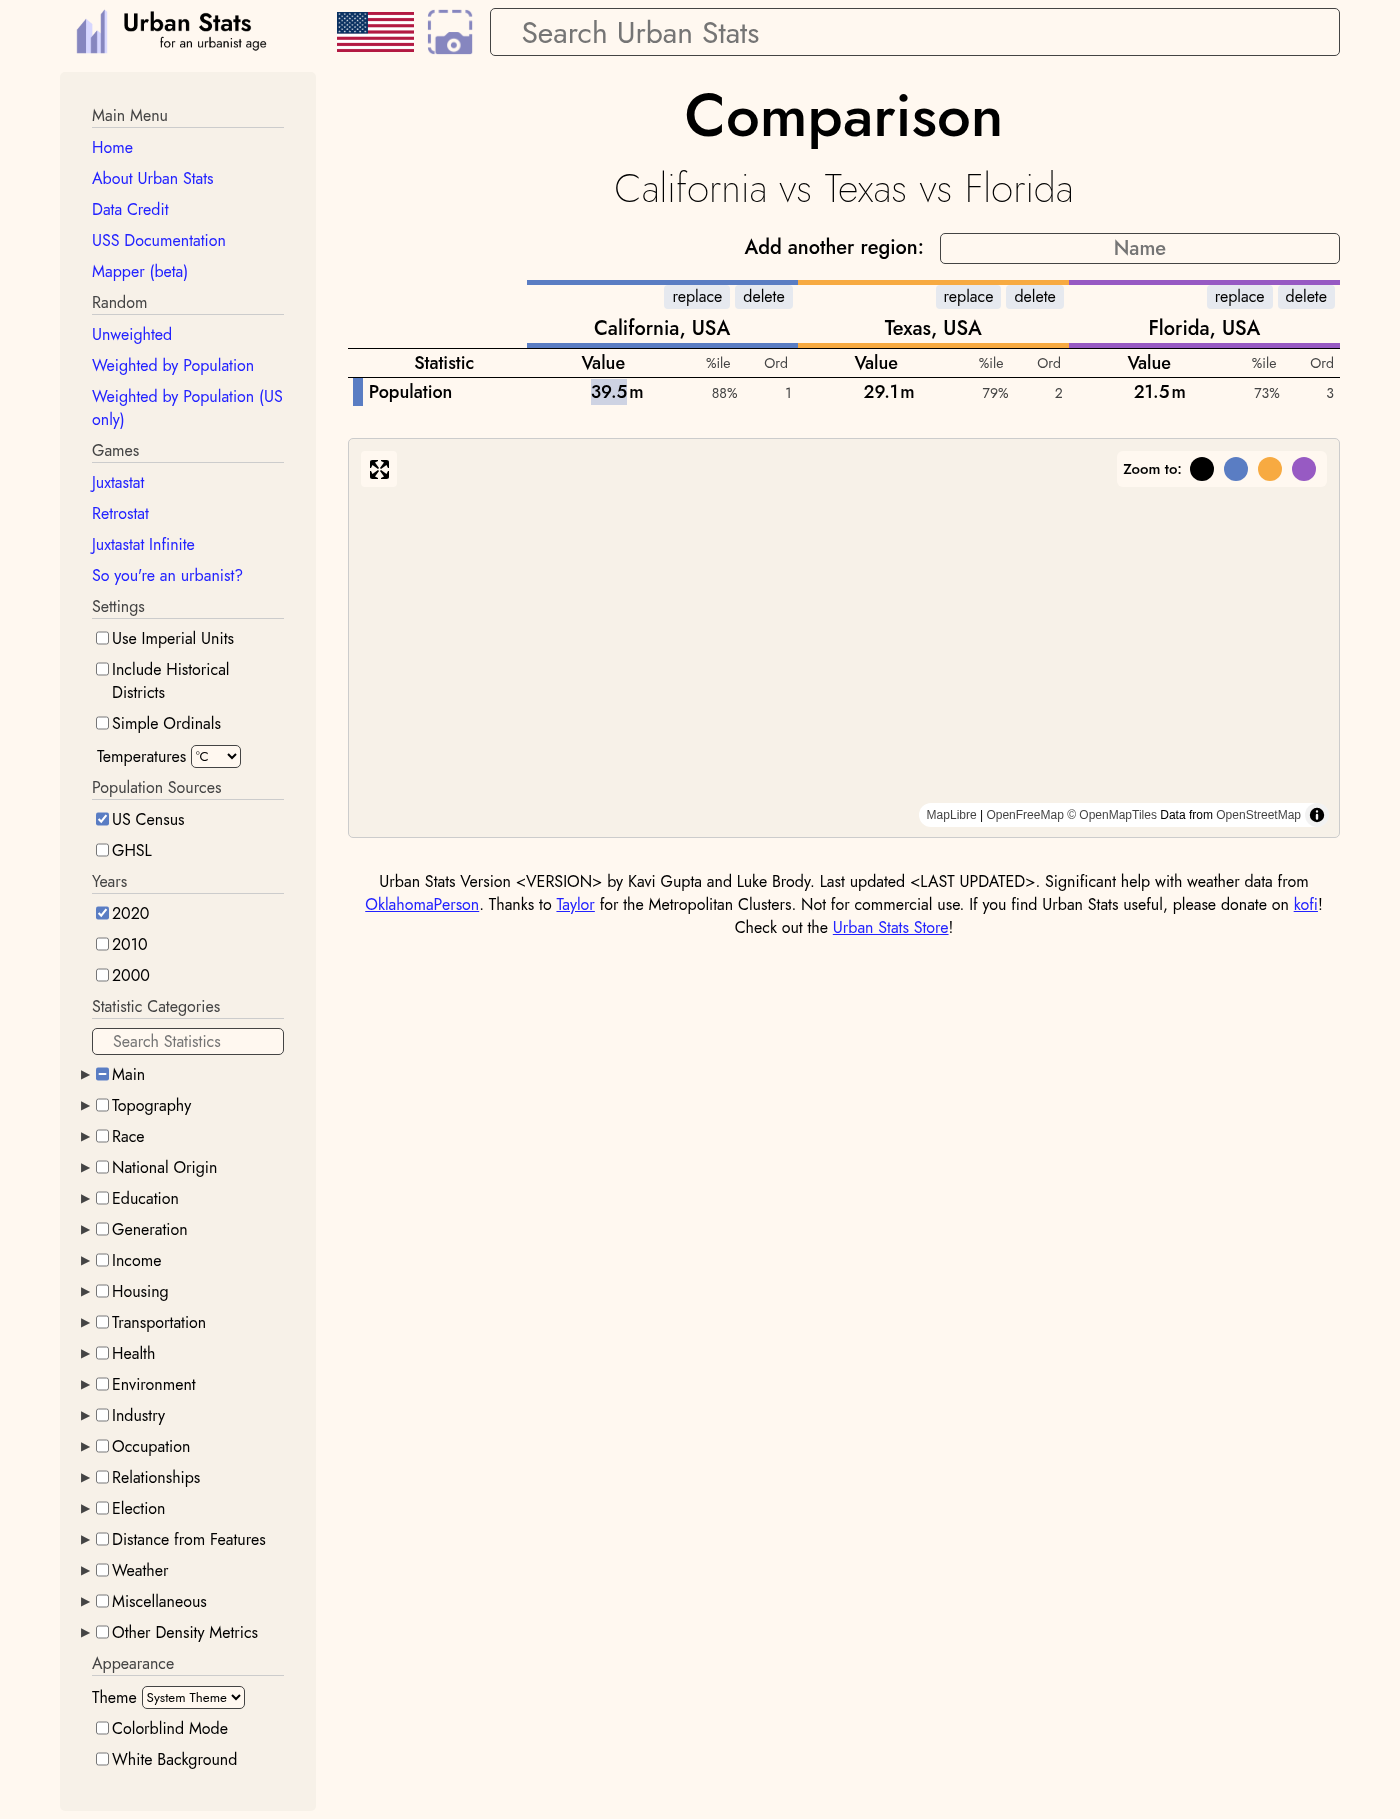 Urban Stats
for an urbanist age
Search Urban Stats
Main Menu
Home
About Urban Stats
Data Credit
USS Documentation
Mapper (beta)
Random
Unweighted
Weighted by Population
Weighted by Population (US
only)
Games
Juxtastat
Retrostat
Juxtastat Infinite
So you're an urbanist?
Settings
Use Imperial Units
Include Historical
Districts
Simple Ordinals
Temperatures °C
Population Sources
US Census
GHSL
Years
2020
2010
2000
Statistic Categories
Search Statistics
Main
Topography
Race
National Origin
Education
Generation
Income
Housing
Transportation
Health
Environment
Industry
Occupation
Relationships
Election
Distance from Features
Weather
Miscellaneous
Other Density Metrics
Appearance
Theme System Theme
Colorblind Mode
White Background
Comparison
California vs Texas vs Florida
Add another region: Name
replace delete replace delete replace delete
California, USA Texas, USA Florida, USA
Statistic Value %ile Ord Value %ile Ord Value %ile Ord
Population 39.5m 88% 1 29.1m 79% 2 21.5m 73% 3
Zoom to:
MapLibre | OpenFreeMap © OpenMapTiles Data from OpenStreetMap
Urban Stats Version <VERSION> by Kavi Gupta and Luke Brody. Last updated <LAST UPDATED>. Significant help with weather data from
OklahomaPerson. Thanks to Taylor for the Metropolitan Clusters. Not for commercial use. If you find Urban Stats useful, please donate on kofi!
Check out the Urban Stats Store!